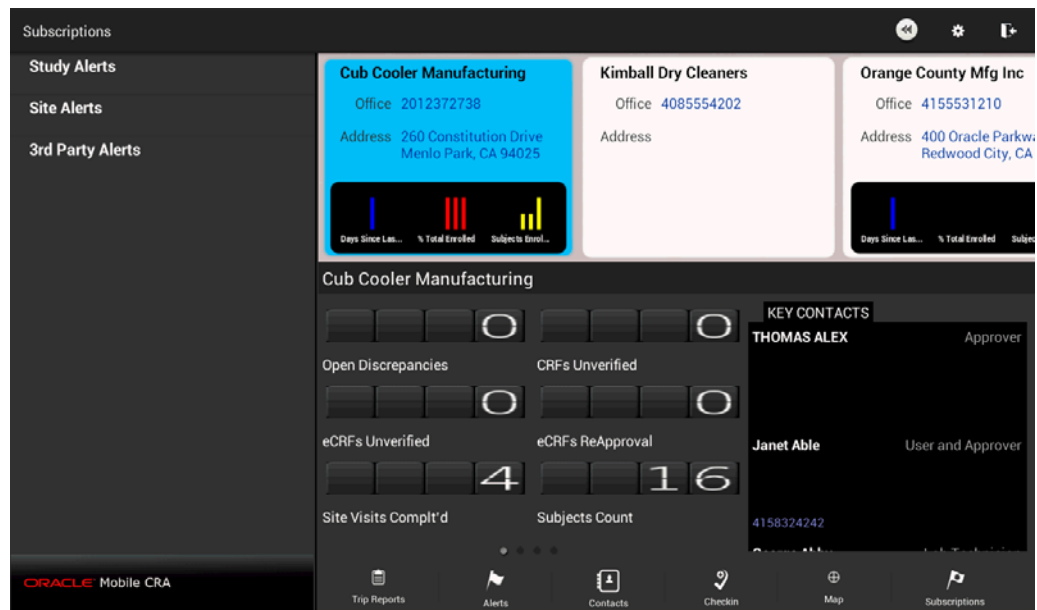 Subscriptions
Study Alerts
Site Alerts
3rd Party Alerts
Cub Cooler Manufacturing
Office 2012372738
Address 260 Constitution Drive
Menlo Park, CA 94025
Days Since Las... % Total Enrolled Subjects Enrol...
Kimball Dry Cleaners
Office 4085554202
Address
Orange County Mfg Inc
Office 4155531210
Address 400 Oracle Parkwa
Redwood City, CA
Days Since Las... % Total Enrolled Subjec
Cub Cooler Manufacturing
0 0
Open Discrepancies CRFs Unverified
0 0
eCRFs Unverified eCRFs ReApproval
4 16
Site Visits Complt'd Subjects Count
KEY CONTACTS
THOMAS ALEX Approver
Janet Able User and Approver
4158324242
ORACLE Mobile CRA
Trip Reports Alerts Contacts Checkin Map Subscriptions